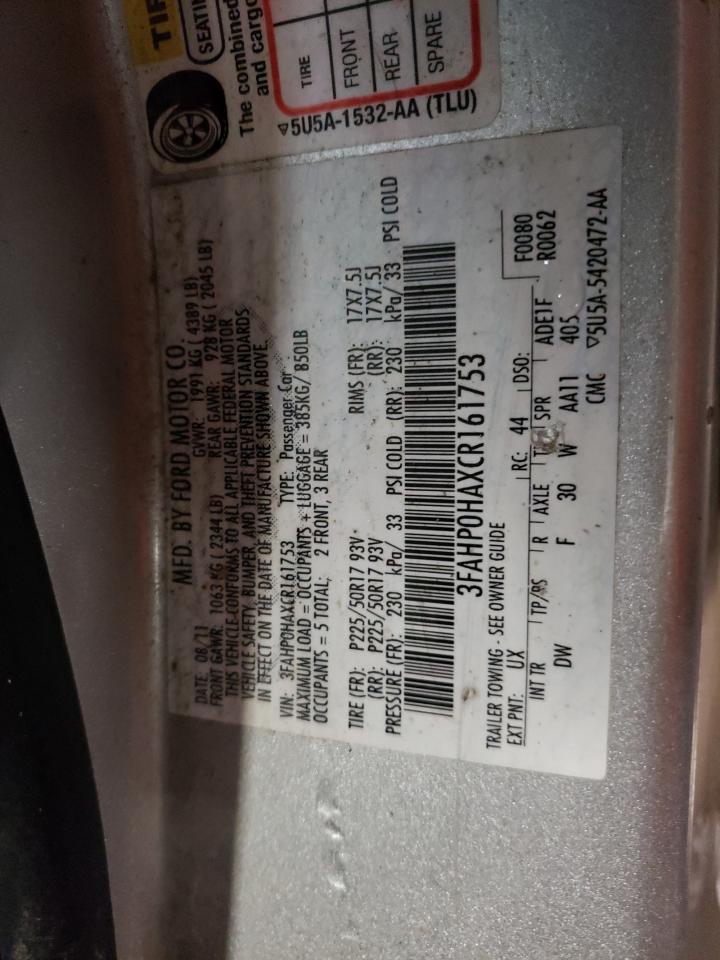 TIR
SEATIN
The combined
and cargo
TIRE
FRONT
REAR
SPARE
▽5U5A-1532-AA (TLU)
MFD. BY FORD MOTOR CO.
DATE: 08/11 GVWR: 1991 KG ( 4389 LB)
FRONT GAWR: 1063 KG ( 2344 LB) REAR GAWR: 928 KG ( 2045 LB)
THIS VEHICLE CONFORMS TO ALL APPLICABLE FEDERAL MOTOR
VEHICLE SAFETY, BUMPER, AND THEFT PREVENTION STANDARDS
IN EFFECT ON THE DATE OF MANUFACTURE SHOWN ABOVE.
VIN: 3FAHP0HAXCR161753 TYPE: Passenger Car
MAXIMUM LOAD = OCCUPANTS + LUGGAGE = 385KG/ 850LB
OCCUPANTS = 5 TOTAL; 2 FRONT, 3 REAR
TIRE (FR): P225/50R17 93V RIMS (FR): 17X7.5J
(RR): P225/50R17 93V (RR): 17X7.5J
PRESSURE (FR): 230 kPa/ 33 PSI COLD (RR): 230 kPa/ 33 PSI COLD
3FAHP0HAXCR161753
TRAILER TOWING - SEE OWNER GUIDE
EXT PNT: UX RC: 44 DSO: F0080
R0062
INT TR TP/PS R AXLE SPR ADE1F
DW F 30 W AA11 405
CMC ▽5U5A-5420472-AA